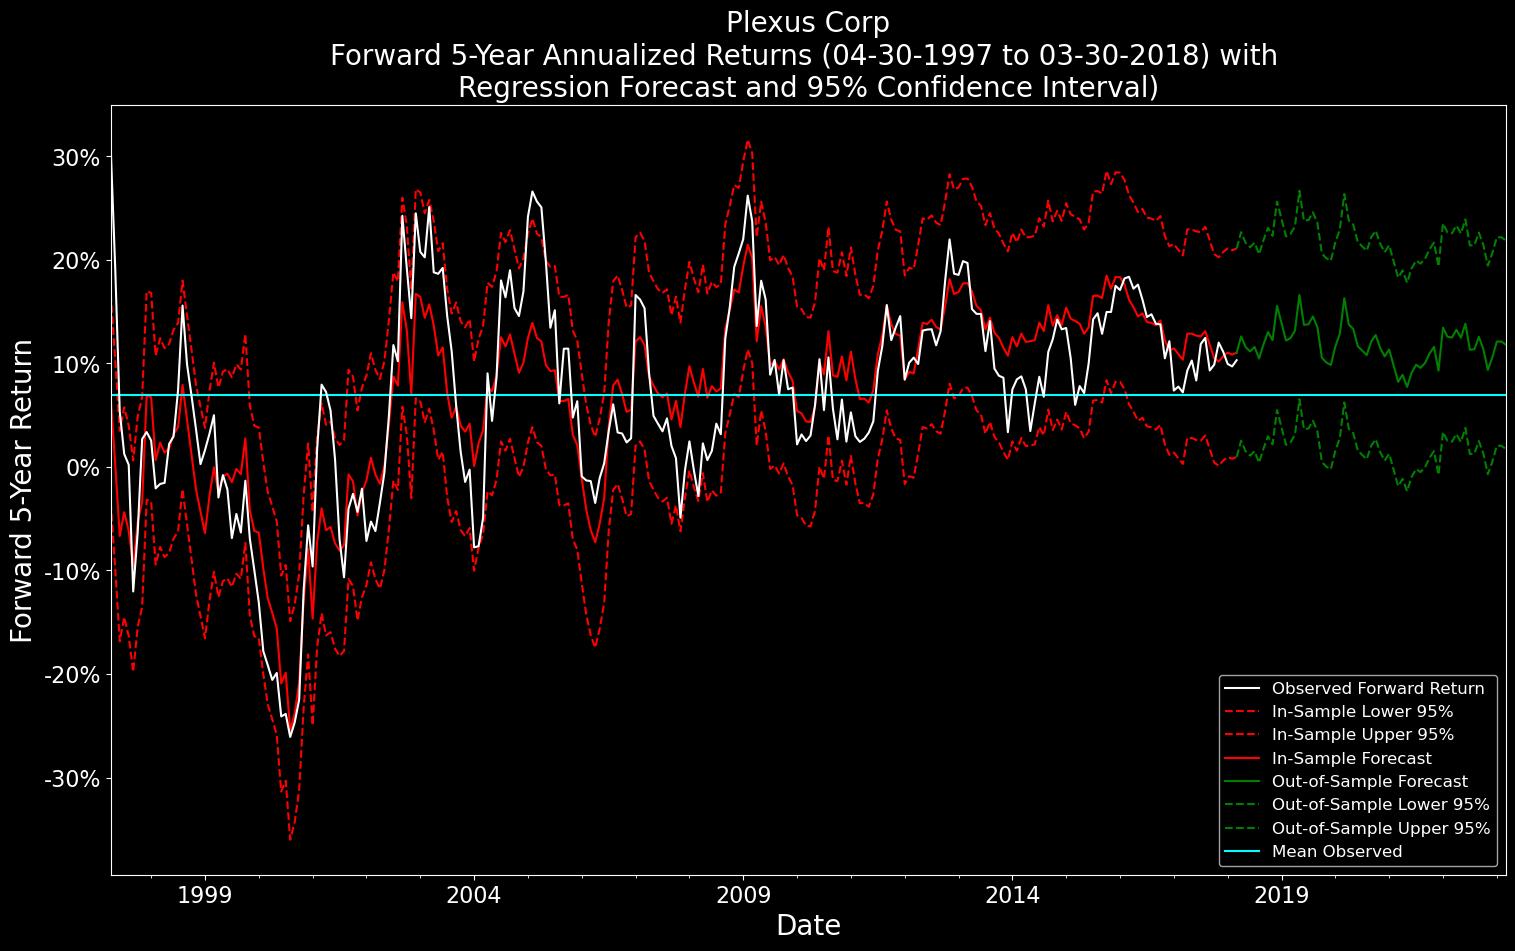 Plexus Corp
Forward 5-Year Annualized Returns (04-30-1997 to 03-30-2018) with
Regression Forecast and 95% Confidence Interval)
Forward 5-Year Return
30%
20%
10%
0%
-10%
-20%
-30%
Observed Forward Return
In-Sample Lower 95%
In-Sample Upper 95%
In-Sample Forecast
Out-of-Sample Forecast
Out-of-Sample Lower 95%
Out-of-Sample Upper 95%
Mean Observed
1999 2004 2009 2014 2019
Date